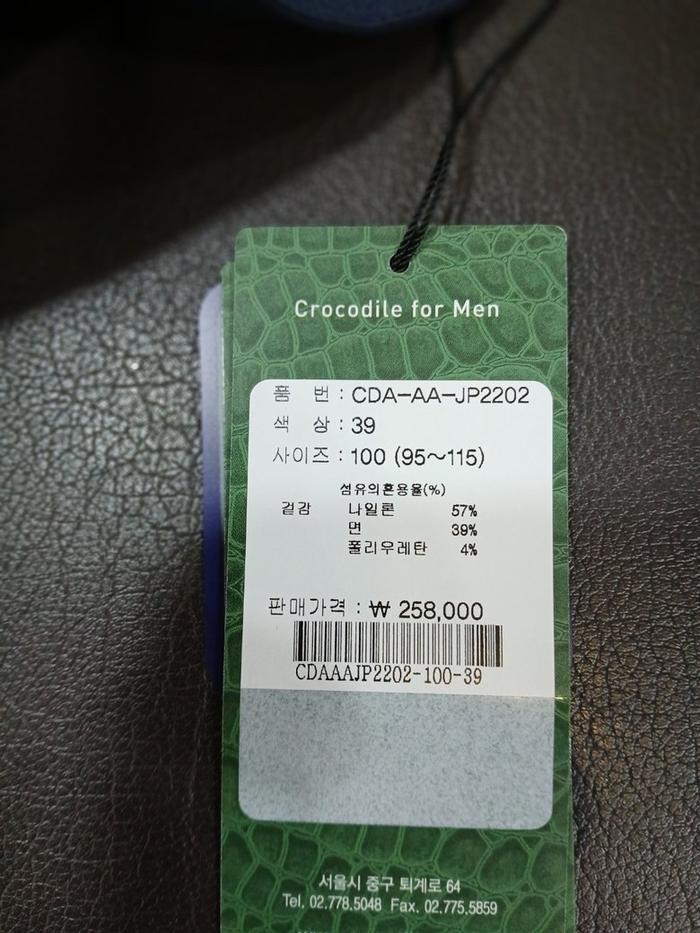 Crocodile for Men
품 번 : CDA-AA-JP2202
색 상 : 39
사이즈 : 100 (95~115)
섬유의혼용율(%)
겉감 나일론 57%
면 39%
폴리우레탄 4%
판매가격 : ₩ 258,000
CDAAAJP2202-100-39
서울시 중구 퇴계로 64
Tel. 02.778.5048 Fax. 02.775.5859